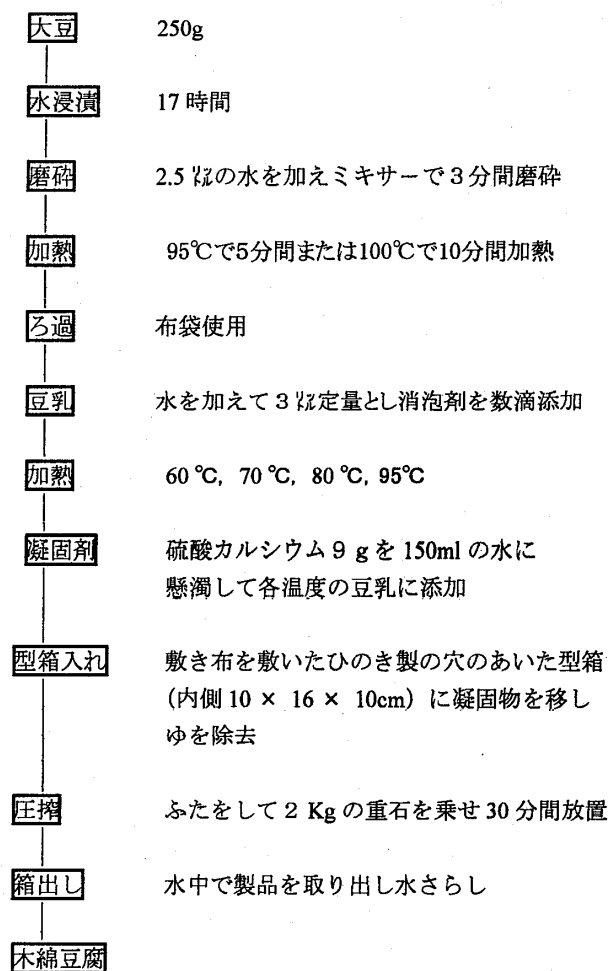 大豆 250g
水浸漬 17時間
磨砕 2.5㍑の水を加えミキサーで3分間磨砕
加熱 95℃で5分間または100℃で10分間加熱
ろ過 布袋使用
豆乳 水を加えて3㍑定量とし消泡剤を数滴添加
加熱 60℃, 70℃, 80℃, 95℃
凝固剤 硫酸カルシウム9gを150mlの水に
懸濁して各温度の豆乳に添加
型箱入れ 敷き布を敷いたひのき製の穴のあいた型箱
(内側10 × 16 × 10cm) に凝固物を移し
ゆを除去
圧搾 ふたをして2Kgの重石を乗せ30分間放置
箱出し 水中で製品を取り出し水さらし
木綿豆腐